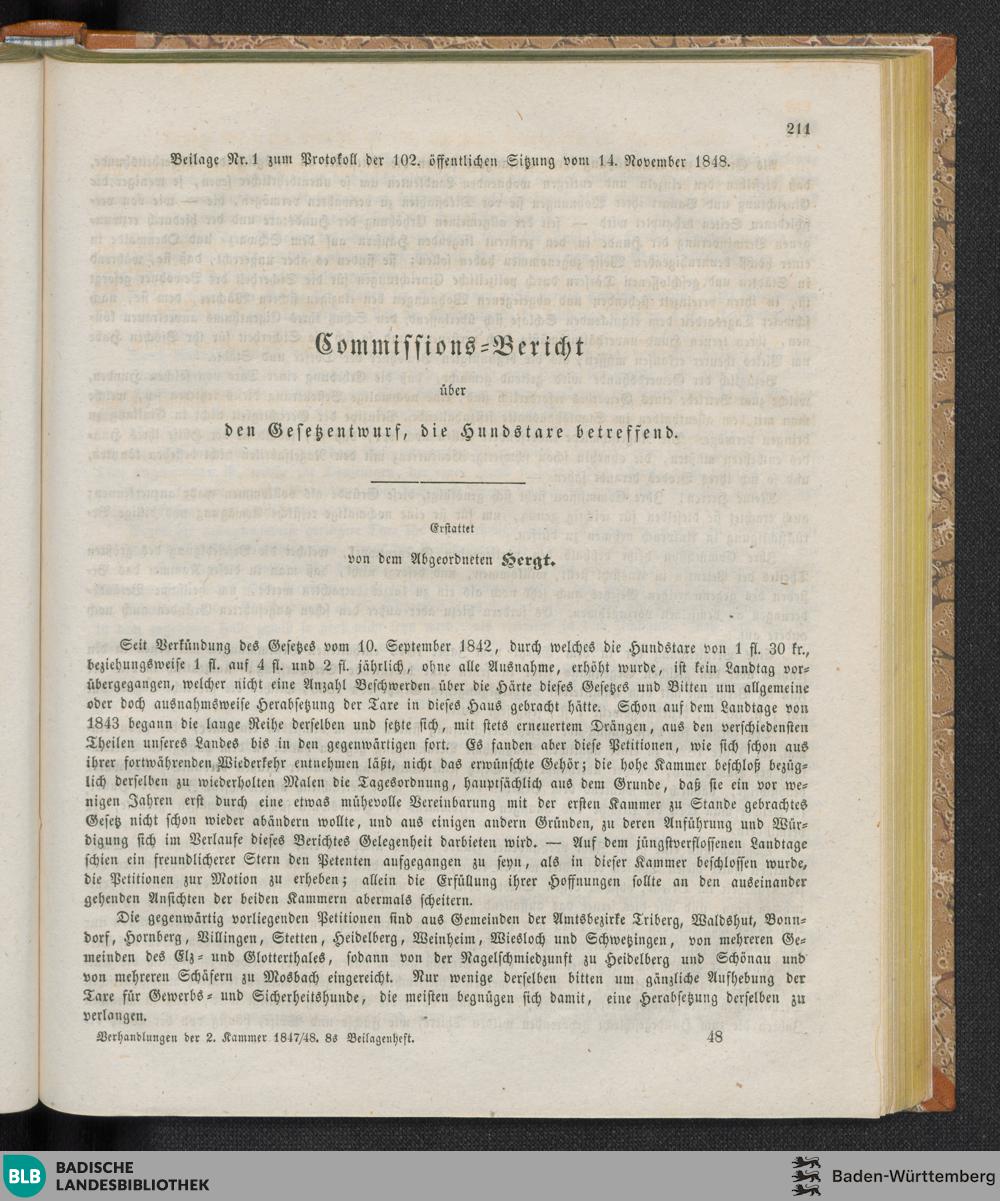 211
Beilage Nr. 1 zum Protokoll der 102. öffentlichen Sitzung vom 14. November 1848.
Commissions-Bericht
über
den Gesetzentwurf, die Hundstaxe betreffend.
Erstattet
von dem Abgeordneten Hergt.
Seit Verkündung des Gesetzes vom 10. September 1842, durch welches die Hundstaxe von 1 fl. 30 kr.,
beziehungsweise 1 fl. auf 4 fl. und 2 fl. jährlich, ohne alle Ausnahme, erhöht wurde, ist kein Landtag vor-
übergegangen, welcher nicht eine Anzahl Beschwerden über die Härte dieses Gesetzes und Bitten um allgemeine
oder doch ausnahmsweise Herabsetzung der Taxe in dieses Haus gebracht hätte. Schon auf dem Landtage von
1843 begann die lange Reihe derselben und setzte sich, mit stets erneuertem Drängen, aus den verschiedensten
Theilen unseres Landes bis in den gegenwärtigen fort. Es fanden aber diese Petitionen, wie sich schon aus
ihrer fortwährenden Wiederkehr entnehmen läßt, nicht das erwünschte Gehör; die hohe Kammer beschloß bezüg-
lich derselben zu wiederholten Malen die Tagesordnung, hauptsächlich aus dem Grunde, daß sie ein vor we-
nigen Jahren erst durch eine etwas mühevolle Vereinbarung mit der ersten Kammer zu Stande gebrachtes
Gesetz nicht schon wieder abändern wollte, und aus einigen andern Gründen, zu deren Anführung und Wür-
digung sich im Verlaufe dieses Berichtes Gelegenheit darbieten wird. — Auf dem jüngstverflossenen Landtage
schien ein freundlicherer Stern den Petenten aufgegangen zu seyn, als in dieser Kammer beschlossen wurde,
die Petitionen zur Motion zu erheben; allein die Erfüllung ihrer Hoffnungen sollte an den auseinander
gehenden Ansichten der beiden Kammern abermals scheitern.
Die gegenwärtig vorliegenden Petitionen sind aus Gemeinden der Amtsbezirke Triberg, Waldshut, Bonn-
dorf, Hornberg, Villingen, Stetten, Heidelberg, Weinheim, Wiesloch und Schwetzingen, von mehreren Ge-
meinden des Elz- und Glotterthales, sodann von der Nagelschmiedzunft zu Heidelberg und Schönau und
von mehreren Schäfern zu Mosbach eingereicht. Nur wenige derselben bitten um gänzliche Aufhebung der
Taxe für Gewerbs- und Sicherheitshunde, die meisten begnügen sich damit, eine Herabsetzung derselben zu
verlangen.
Verhandlungen der 2. Kammer 1847/48. 8s Beilagenheft. 48
BLB BADISCHE
LANDESBIBLIOTHEK
Baden-Württemberg